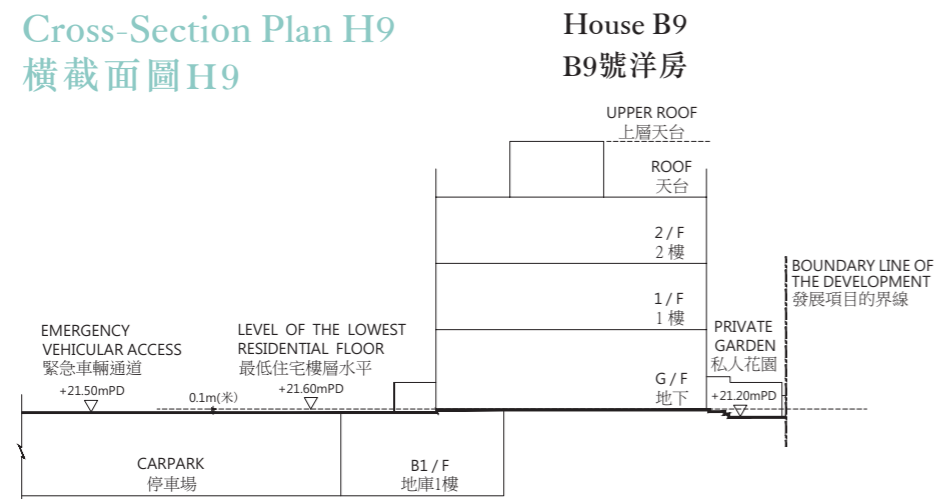 Cross-Section Plan H9
橫截面圖H9
House B9
B9號洋房
UPPER ROOF
上層天台
ROOF
天台
2 / F
2 樓
1 / F
1 樓
BOUNDARY LINE OF
THE DEVELOPMENT
發展項目的界線
EMERGENCY
VEHICULAR ACCESS
緊急車輛通道
+21.50mPD
0.1m(米)
LEVEL OF THE LOWEST
RESIDENTIAL FLOOR
最低住宅樓層水平
+21.60mPD
G / F
地下
PRIVATE
GARDEN
私人花園
+21.20mPD
CARPARK
停車場
B1 / F
地庫1樓